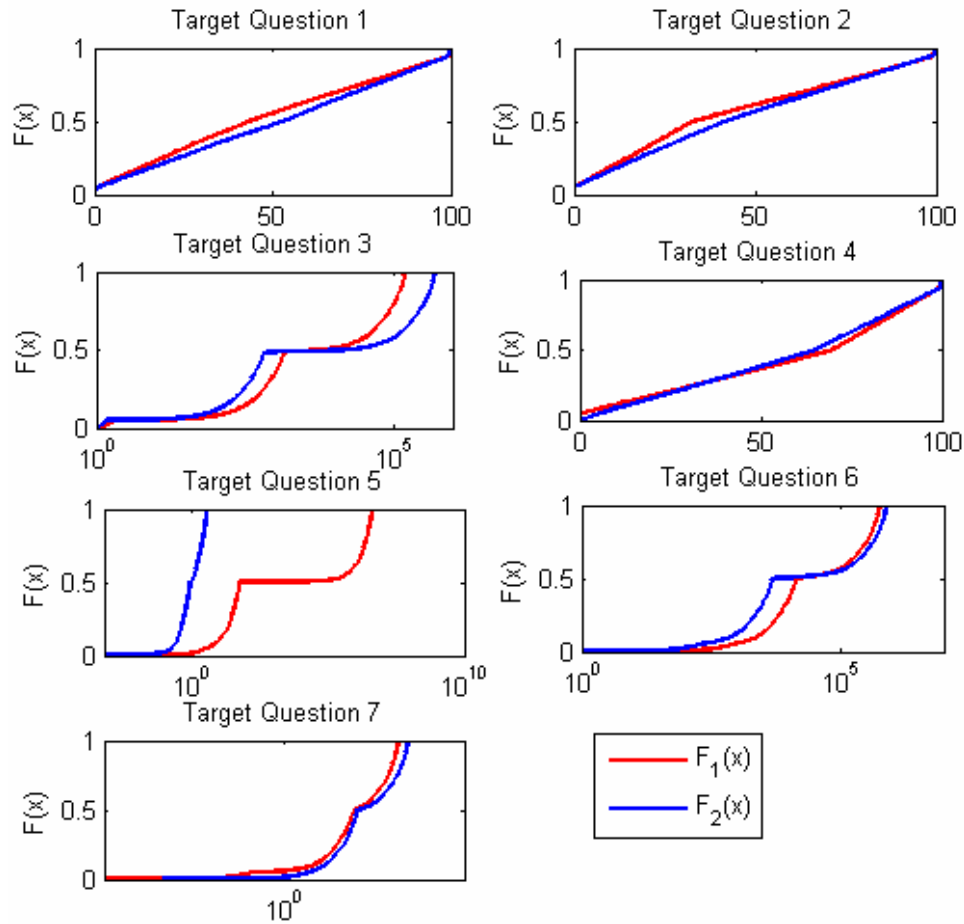 Target Question 1
1
F(x)
0.5
0
0
50
100
Target Question 2
1
F(x)
0.5
0
0
50
100
Target Question 3
1
F(x)
0.5
0
10^0
10^5
Target Question 4
1
F(x)
0.5
0
0
50
100
Target Question 5
1
F(x)
0.5
0
10^0
10^10
Target Question 6
1
F(x)
0.5
0
10^0
10^5
Target Question 7
1
F(x)
0.5
0
10^0
F_1(x)
F_2(x)